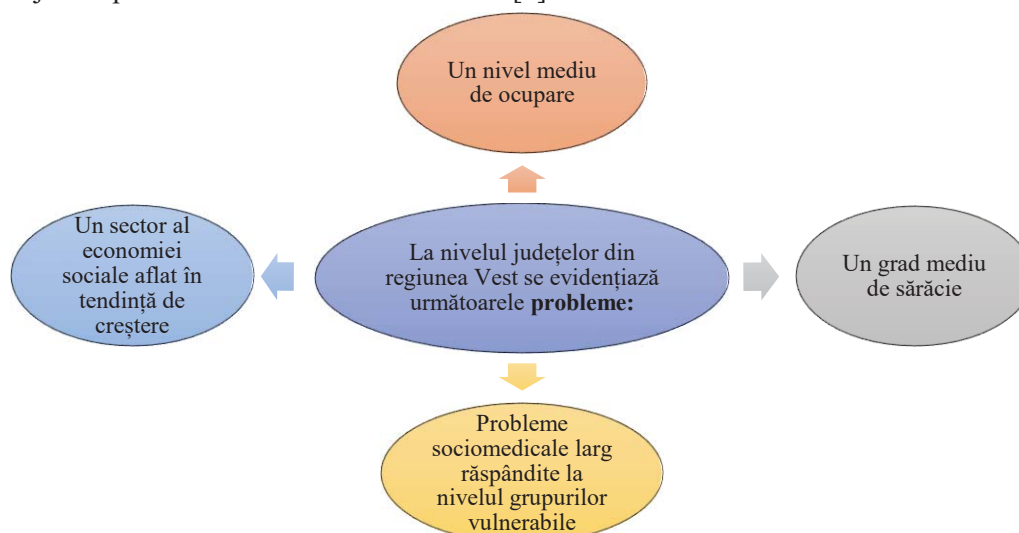 Un nivel mediu
de ocupare
Un sector al
economiei
sociale aflat în
tendință de
creștere
La nivelul județelor din
regiunea Vest se evidențiază
următoarele probleme:
Un grad mediu
de sărăcie
Probleme
sociomedicale larg
răspândite la
nivelul grupurilor
vulnerabile